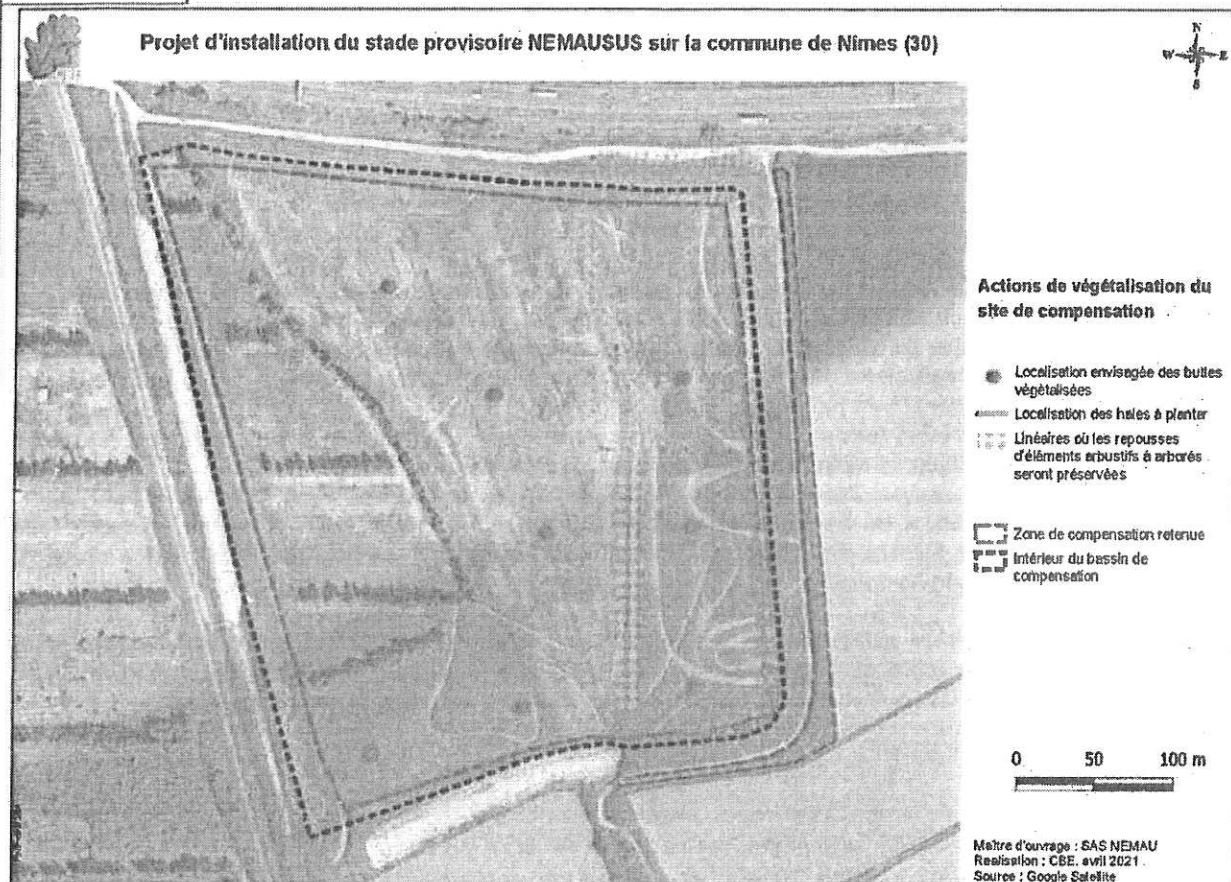 Projet d'installation du stade provisoire NEMAUSUS sur la commune de Nîmes (30)
N
W E
S
Actions de végétalisation du
site de compensation
Localisation envisagée des buttes
végétalisées
Localisation des haies à planter
Linéaires où les repousses
d'éléments arbustifs à arborés
seront préservées
Zone de compensation retenue
Intérieur du bassin de
compensation
0 50 100 m
Maître d'ouvrage : SAS NEMAU
Realisation : CBE, avril 2021
Source : Google Satellite